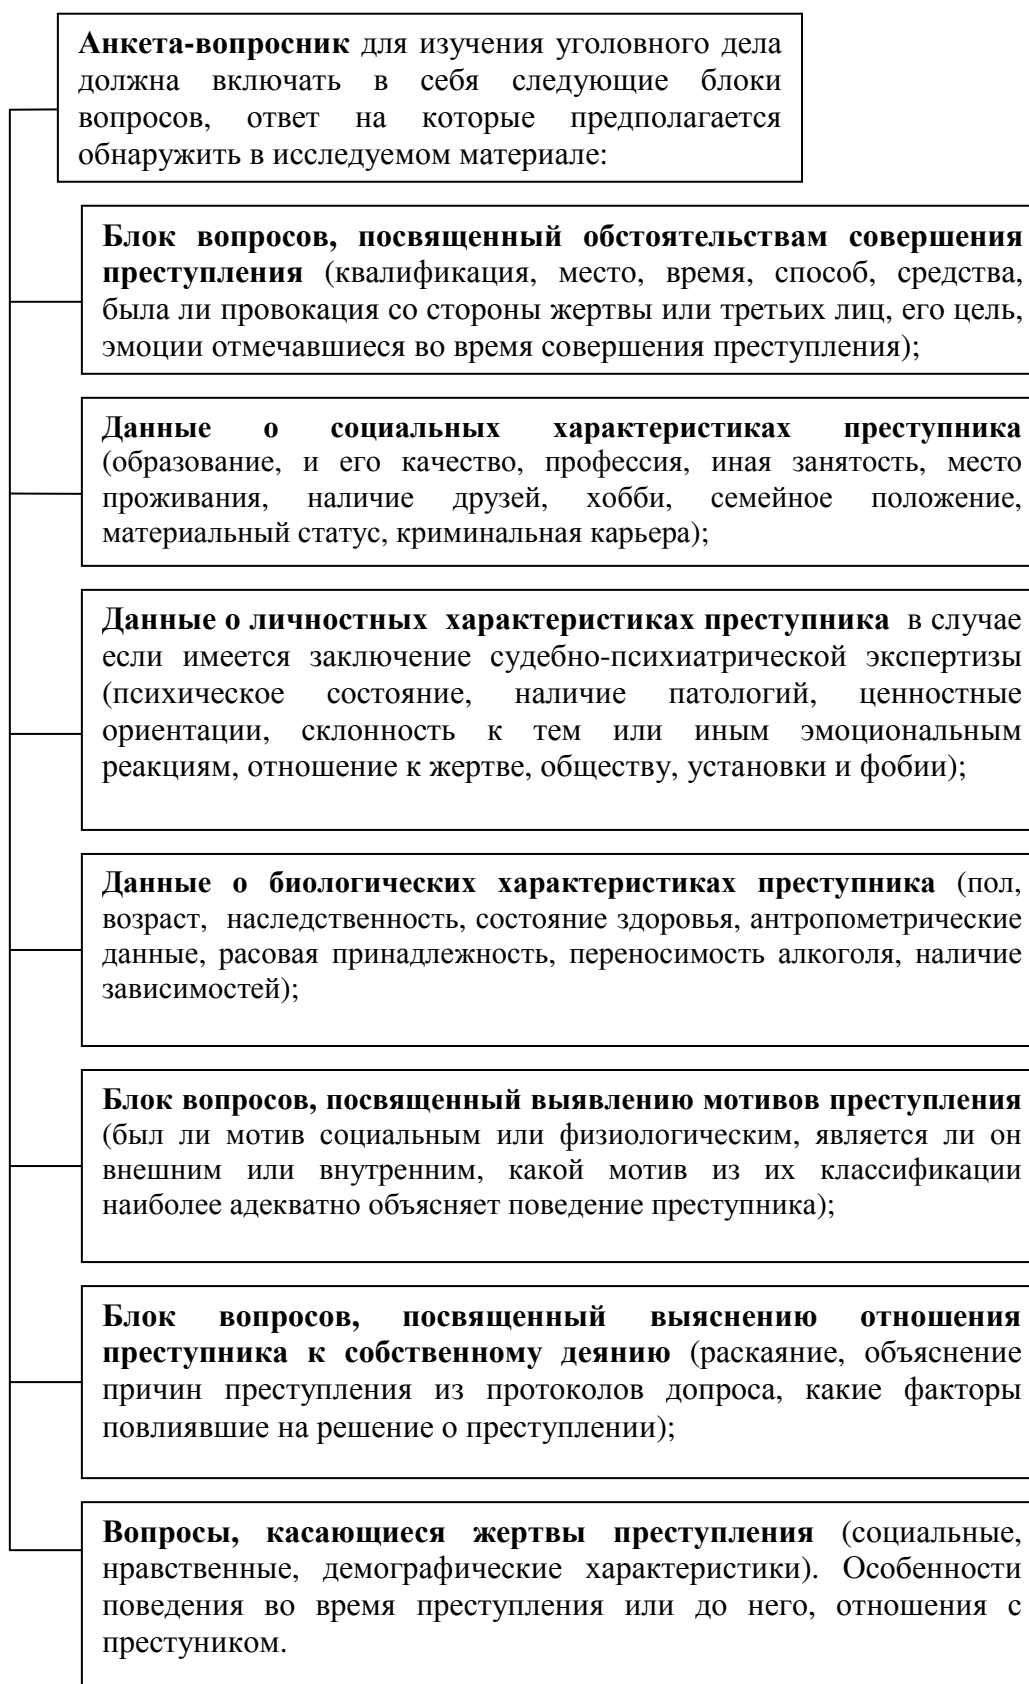 Анкета-вопросник для изучения уголовного дела
должна включать в себя следующие блоки
вопросов, ответ на которые предполагается
обнаружить в исследуемом материале:
Блок вопросов, посвященный обстоятельствам совершения
преступления (квалификация, место, время, способ, средства,
была ли провокация со стороны жертвы или третьих лиц, его цель,
эмоции отмечавшиеся во время совершения преступления);
Данные о социальных характеристиках преступника
(образование, и его качество, профессия, иная занятость, место
проживания, наличие друзей, хобби, семейное положение,
материальный статус, криминальная карьера);
Данные о личностных характеристиках преступника в случае
если имеется заключение судебно-психиатрической экспертизы
(психическое состояние, наличие патологий, ценностные
ориентации, склонность к тем или иным эмоциональным
реакциям, отношение к жертве, обществу, установки и фобии);
Данные о биологических характеристиках преступника (пол,
возраст, наследственность, состояние здоровья, антропометрические
данные, расовая принадлежность, переносимость алкоголя, наличие
зависимостей);
Блок вопросов, посвященный выявлению мотивов преступления
(был ли мотив социальным или физиологическим, является ли он
внешним или внутренним, какой мотив из их классификации
наиболее адекватно объясняет поведение преступника);
Блок вопросов, посвященный выяснению отношения
преступника к собственному деянию (раскаяние, объяснение
причин преступления из протоколов допроса, какие факторы
повлиявшие на решение о преступлении);
Вопросы, касающиеся жертвы преступления (социальные,
нравственные, демографические характеристики). Особенности
поведения во время преступления или до него, отношения с
престуником.